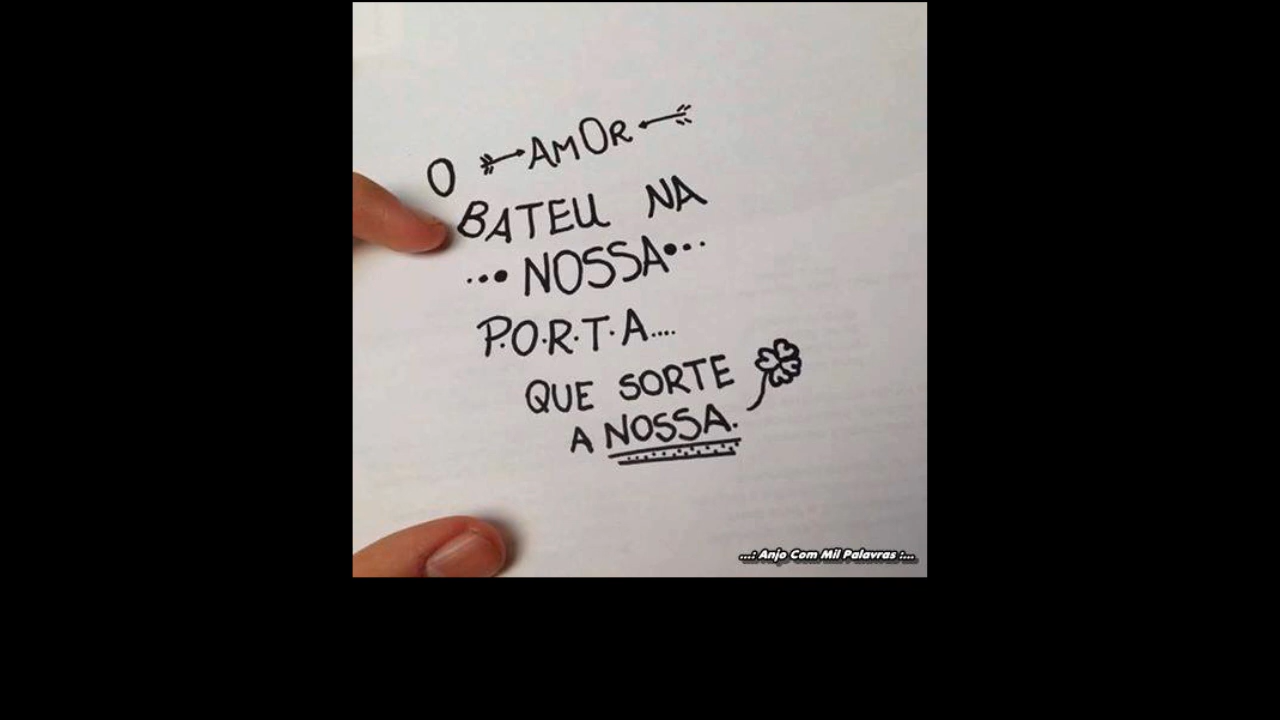 O AMOR
BATEU NA
...NOSSA...
P.O.R.T.A....
QUE SORTE
A NOSSA.
...: Anjo Com Mil Palavras :...